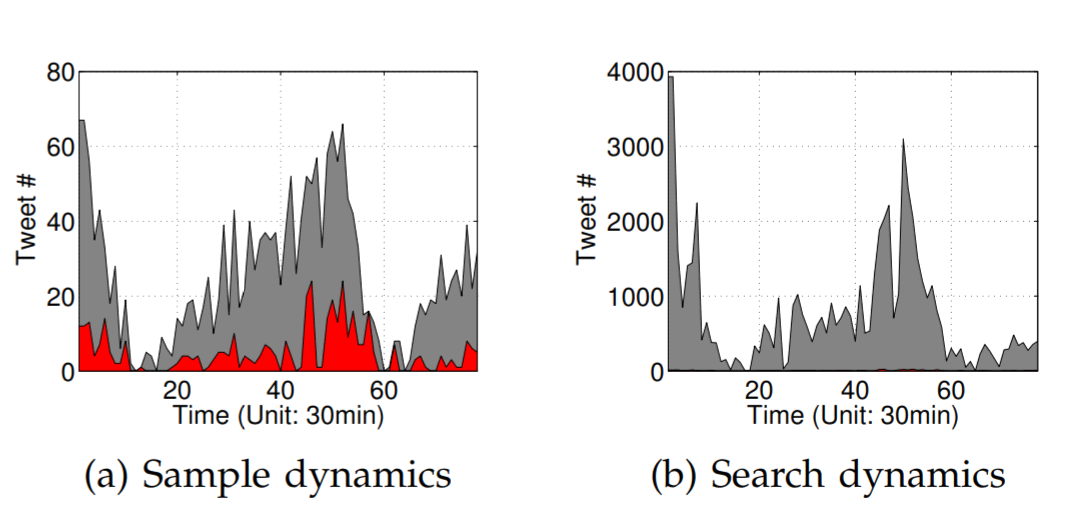 80
60
40
20
0
Tweet #
20 40 60
Time (Unit: 30min)
(a) Sample dynamics
4000
3000
2000
1000
0
Tweet #
20 40 60
Time (Unit: 30min)
(b) Search dynamics